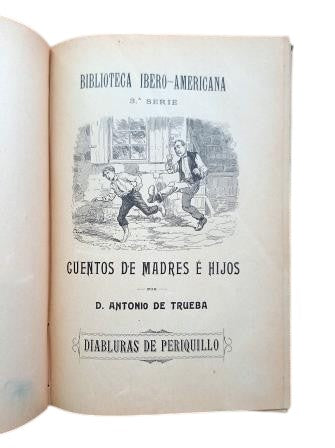 BIBLIOTECA IBERO-AMERICANA
3.ª SERIE
CUENTOS DE MADRES É HIJOS
POR
D. ANTONIO DE TRUEBA
DIABLURAS DE PERIQUILLO